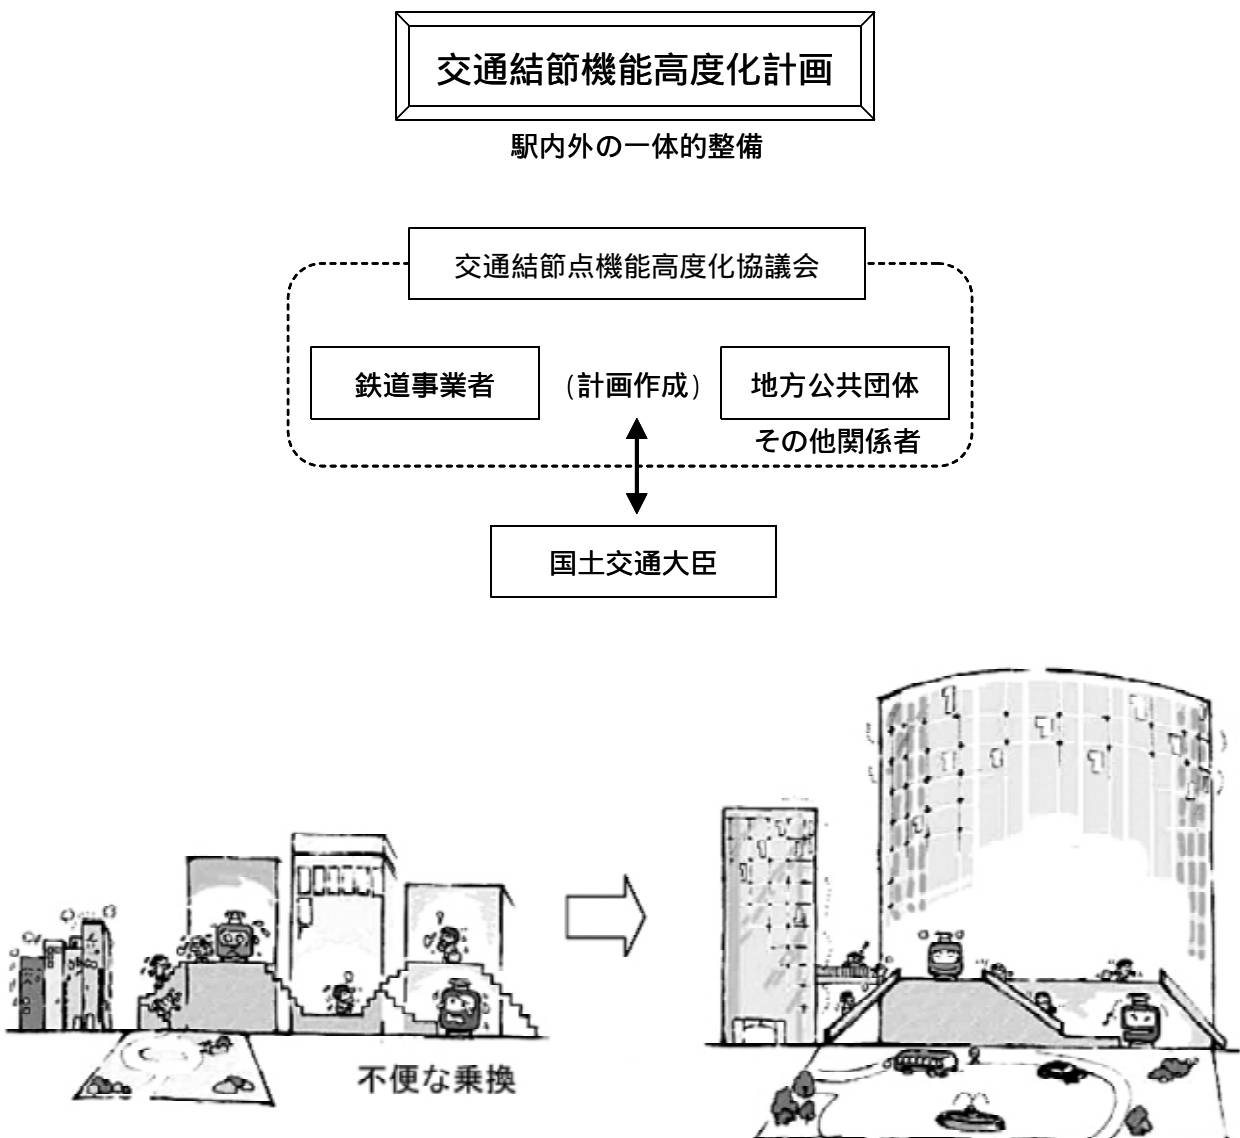 交通結節機能高度化計画
駅内外の一体的整備
交通結節点機能高度化協議会
鉄道事業者
(計画作成)
地方公共団体
その他関係者
国土交通大臣
不便な乗換